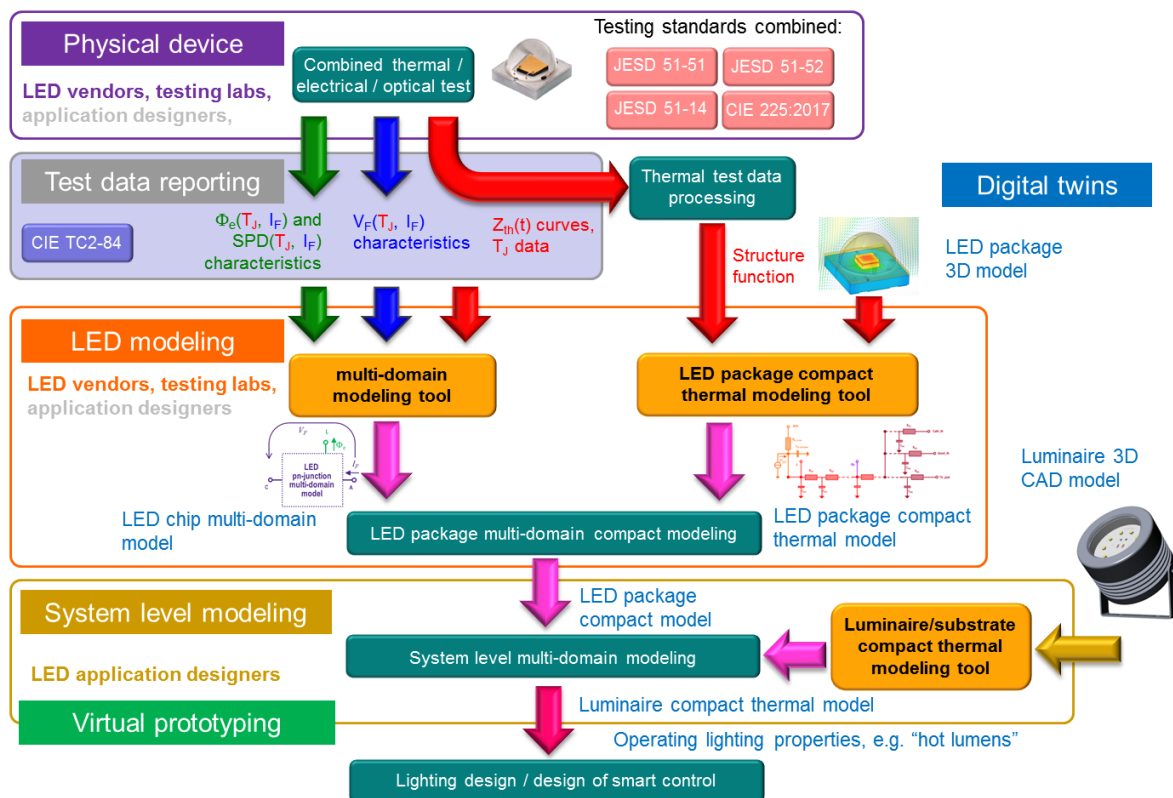 Physical device
LED vendors, testing labs,
application designers,
Combined thermal /
electrical / optical test
Testing standards combined:
JESD 51-51
JESD 51-52
JESD 51-14
CIE 225:2017
Test data reporting
CIE TC2-84
Φe(TJ, IF) and
SPD(TJ, IF)
characteristics
VF(TJ, IF)
characteristics
Zth(t) curves,
TJ data
Thermal test data
processing
Digital twins
Structure
function
LED package
3D model
LED modeling
LED vendors, testing labs,
application designers
multi-domain
modeling tool
LED package compact
thermal modeling tool
VF
L
Φe
IF
LED
pn-junction
multi-domain
model
C
A
LED chip multi-domain
model
LED package multi-domain compact modeling
LED package compact
thermal model
Luminaire 3D
CAD model
System level modeling
LED application designers
LED package
compact model
System level multi-domain modeling
Luminaire/substrate
compact thermal
modeling tool
Luminaire compact thermal model
Virtual prototyping
Operating lighting properties, e.g. “hot lumens”
Lighting design / design of smart control